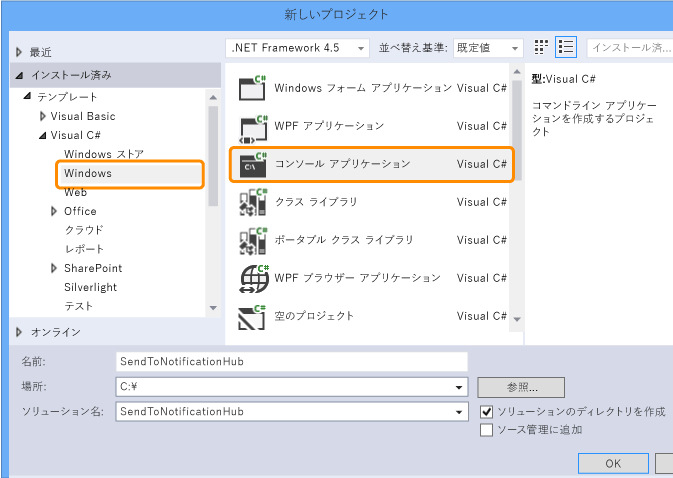 新しいプロジェクト
最近
.NET Framework 4.5
並べ替え基準:
既定値
インストール済...
インストール済み
テンプレート
Visual Basic
Visual C#
Windows ストア
Windows
Web
Office
クラウド
レポート
SharePoint
Silverlight
テスト
オンライン
C#
Windows フォーム アプリケーション Visual C#
C#
WPF アプリケーション Visual C#
C#
C:\
コンソール アプリケーション Visual C#
C#
クラス ライブラリ Visual C#
C#
ポータブル クラス ライブラリ Visual C#
C#
WPF ブラウザー アプリケーション Visual C#
C#
空のプロジェクト Visual C#
型:Visual C#
コマンドライン アプリケー
ションを作成するプロジェ
クト
名前: SendToNotificationHub
場所: C:¥ 参照...
ソリューション名: SendToNotificationHub
ソリューションのディレクトリを作成
ソース管理に追加
OK